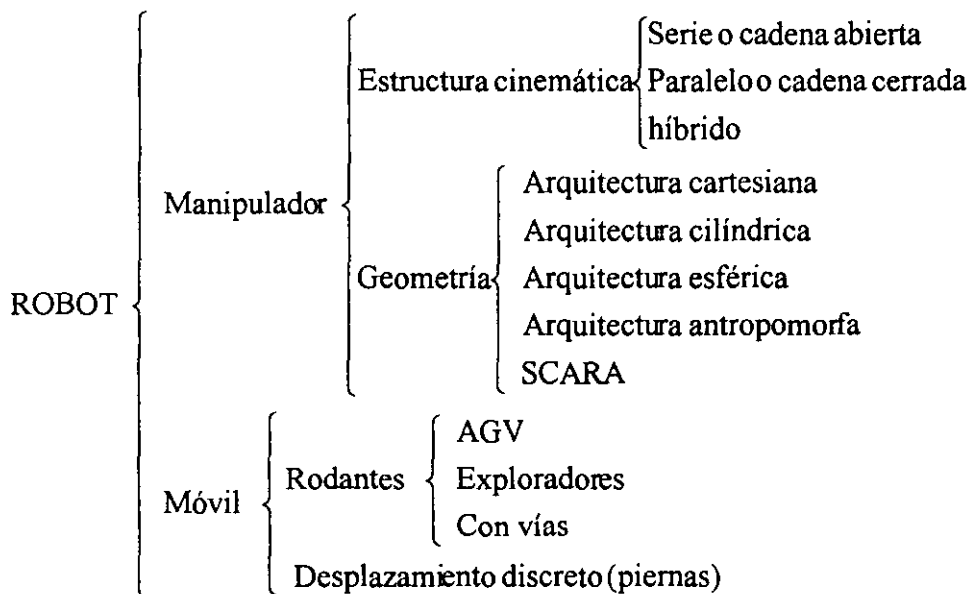 ROBOT
Manipulador
Estructura cinemática
Serie o cadena abierta
Paralelo o cadena cerrada
híbrido
Geometría
Arquitectura cartesiana
Arquitectura cilíndrica
Arquitectura esférica
Arquitectura antropomorfa
SCARA
Móvil
Rodantes
AGV
Exploradores
Con vías
Desplazamiento discreto (piernas)